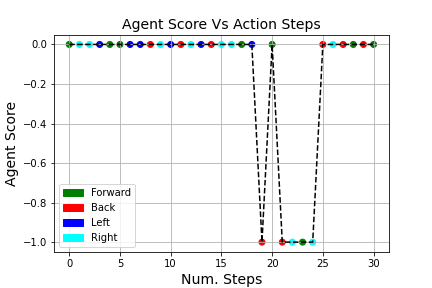 Agent Score Vs Action Steps
0.0
−0.2
−0.4
−0.6
−0.8
−1.0
Agent Score
Forward
Back
Left
Right
0 5 10 15 20 25 30
Num. Steps